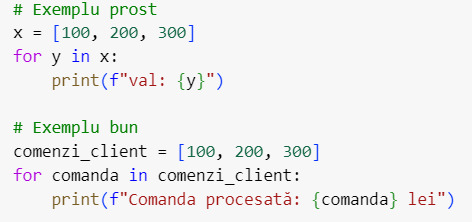 # Exemplu prost
x = [100, 200, 300]
for y in x:
    print(f"val: {y}")

# Exemplu bun
comenzi_client = [100, 200, 300]
for comanda in comenzi_client:
    print(f"Comanda procesată: {comanda} lei")